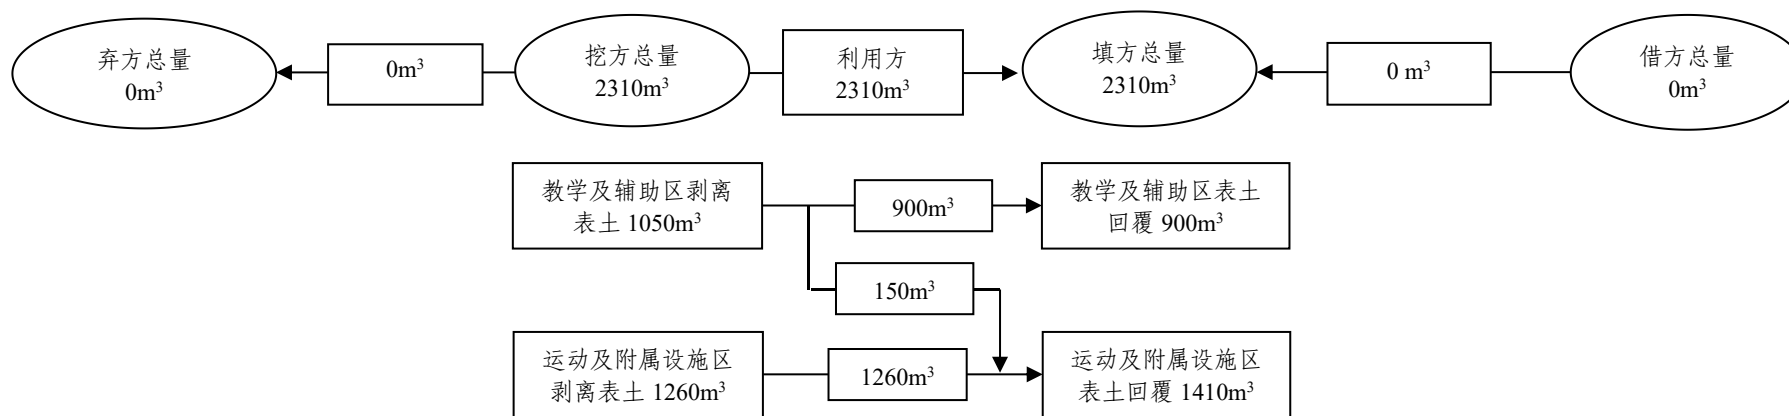 弃方总量
0m³
0m³
挖方总量
2310m³
利用方
2310m³
填方总量
2310m³
0 m³
借方总量
0m³
教学及辅助区剥离
表土 1050m³
900m³
教学及辅助区表土
回覆 900m³
150m³
运动及附属设施区
剥离表土 1260m³
1260m³
运动及附属设施区
表土回覆 1410m³